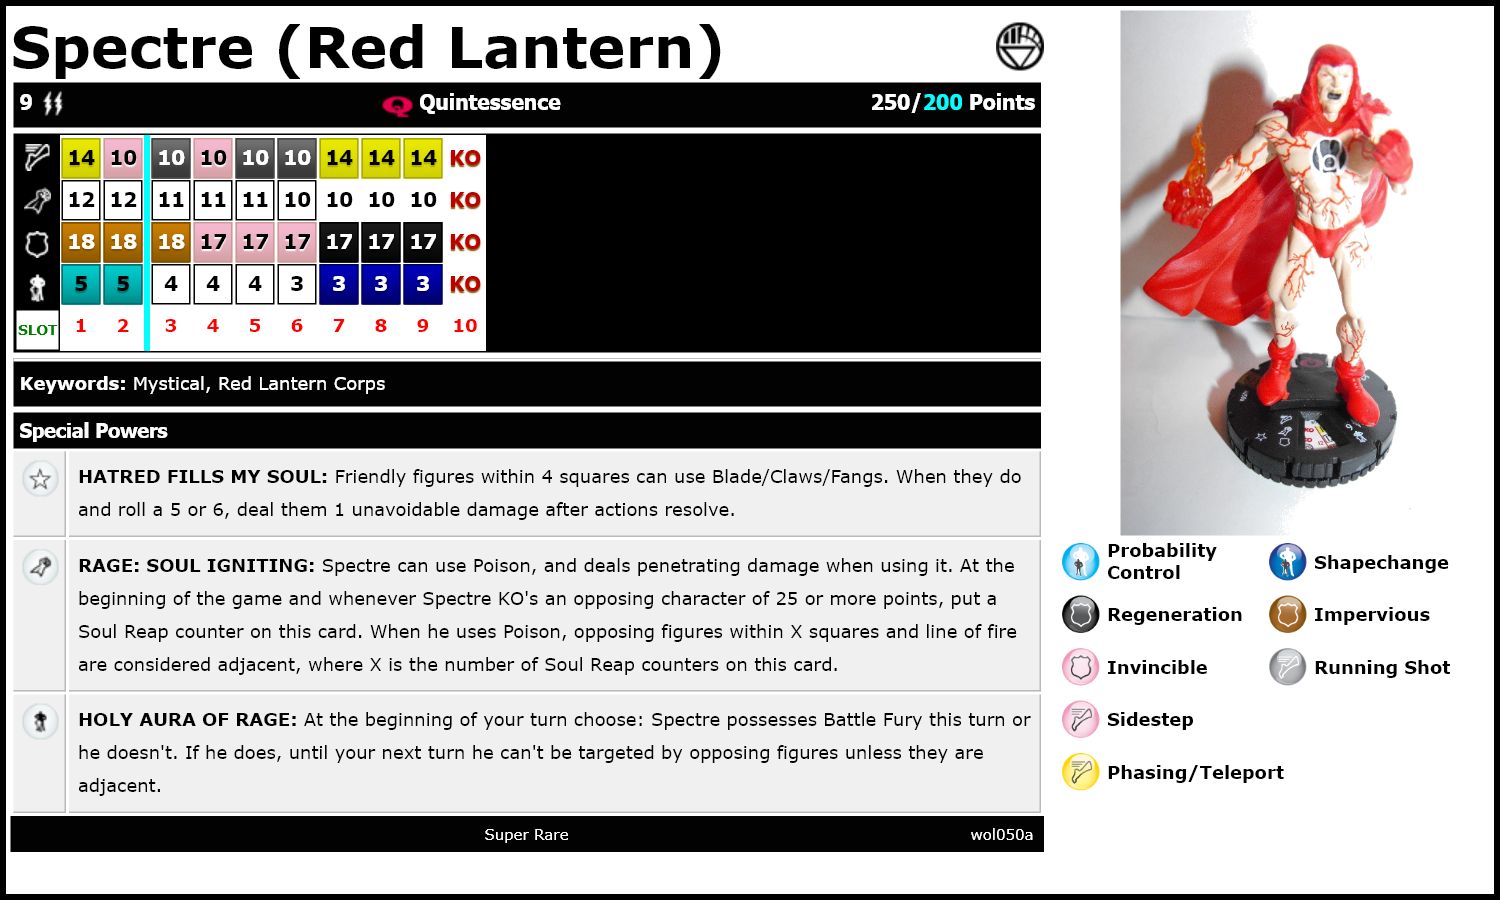 Spectre (Red Lantern)
9 Quintessence 250/200 Points
14 10 10 10 10 10 14 14 14 KO
12 12 11 11 11 10 10 10 10 KO
18 18 18 17 17 17 17 17 17 KO
5 5 4 4 4 3 3 3 3 KO
SLOT 1 2 3 4 5 6 7 8 9 10
Keywords: Mystical, Red Lantern Corps
Special Powers
HATRED FILLS MY SOUL: Friendly figures within 4 squares can use Blade/Claws/Fangs. When they do
and roll a 5 or 6, deal them 1 unavoidable damage after actions resolve.
RAGE: SOUL IGNITING: Spectre can use Poison, and deals penetrating damage when using it. At the
beginning of the game and whenever Spectre KO's an opposing character of 25 or more points, put a
Soul Reap counter on this card. When he uses Poison, opposing figures within X squares and line of fire
are considered adjacent, where X is the number of Soul Reap counters on this card.
HOLY AURA OF RAGE: At the beginning of your turn choose: Spectre possesses Battle Fury this turn or
he doesn't. If he does, until your next turn he can't be targeted by opposing figures unless they are
adjacent.
Super Rare wol050a
Probability
Control
Shapechange
Regeneration
Impervious
Invincible
Running Shot
Sidestep
Phasing/Teleport